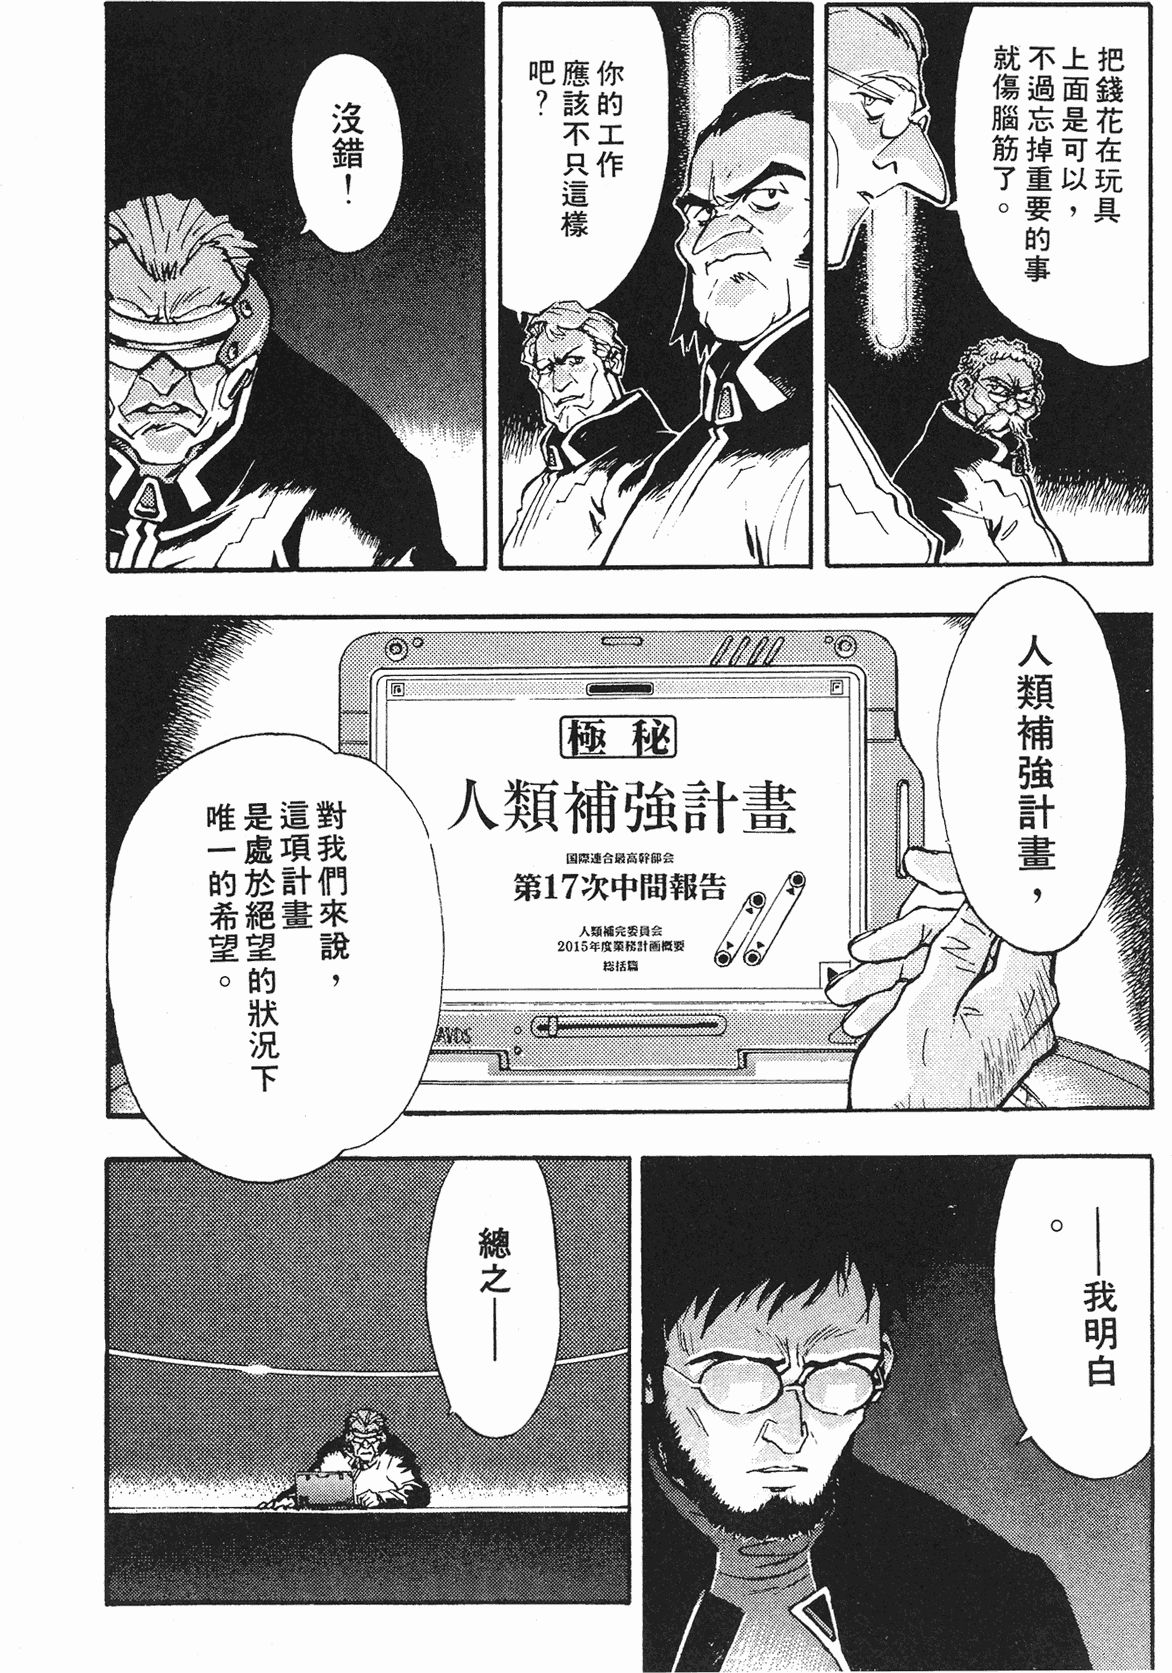 把錢花在玩具
上面是可以，
不過忘掉重要的事
就傷腦筋了。
你的工作
應該不只這樣
吧？
沒錯！
人類補強計畫，
極秘
人類補強計畫
国際連合最高幹部会
第17次中間報告
人類補完委員会
2015年度業務計画概要
総括篇
對我們來說，
這項計畫
是處於絕望的狀況下
唯一的希望。
——我明白
。
總之——